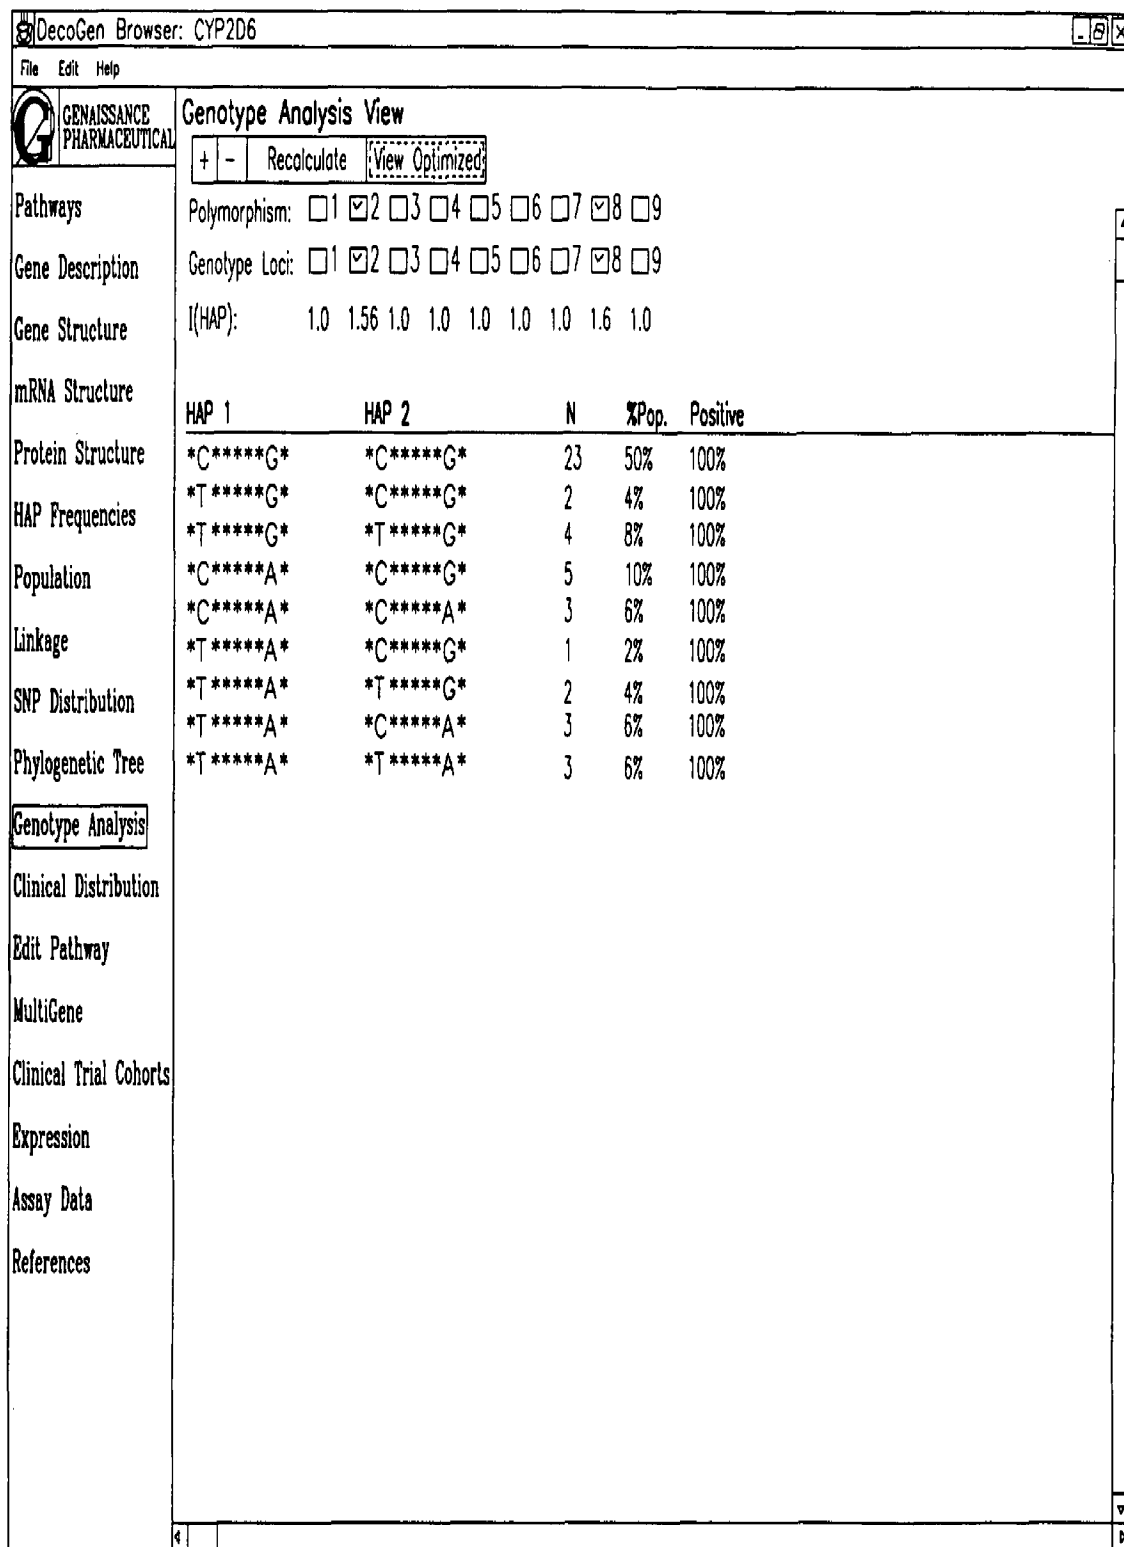 DecoGen Browser: CYP2D6
File Edit Help
GENAISSANCE
PHARMACEUTICAL
Genotype Analysis View
+ - Recalculate View Optimized
Polymorphism: 1 2 3 4 5 6 7 8 9
Genotype Loci: 1 2 3 4 5 6 7 8 9
I(HAP): 1.0 1.56 1.0 1.0 1.0 1.0 1.0 1.6 1.0
HAP 1 HAP 2 N %Pop. Positive
*C*****G* *C*****G* 23 50% 100%
*T*****G* *C*****G* 2 4% 100%
*T*****G* *T*****G* 4 8% 100%
*C*****A* *C*****G* 5 10% 100%
*C*****A* *C*****A* 3 6% 100%
*T*****A* *C*****G* 1 2% 100%
*T*****A* *T*****G* 2 4% 100%
*T*****A* *C*****A* 3 6% 100%
*T*****A* *T*****A* 3 6% 100%
Pathways
Gene Description
Gene Structure
mRNA Structure
Protein Structure
HAP Frequencies
Population
Linkage
SNP Distribution
Phylogenetic Tree
Genotype Analysis
Clinical Distribution
Edit Pathway
MultiGene
Clinical Trial Cohorts
Expression
Assay Data
References